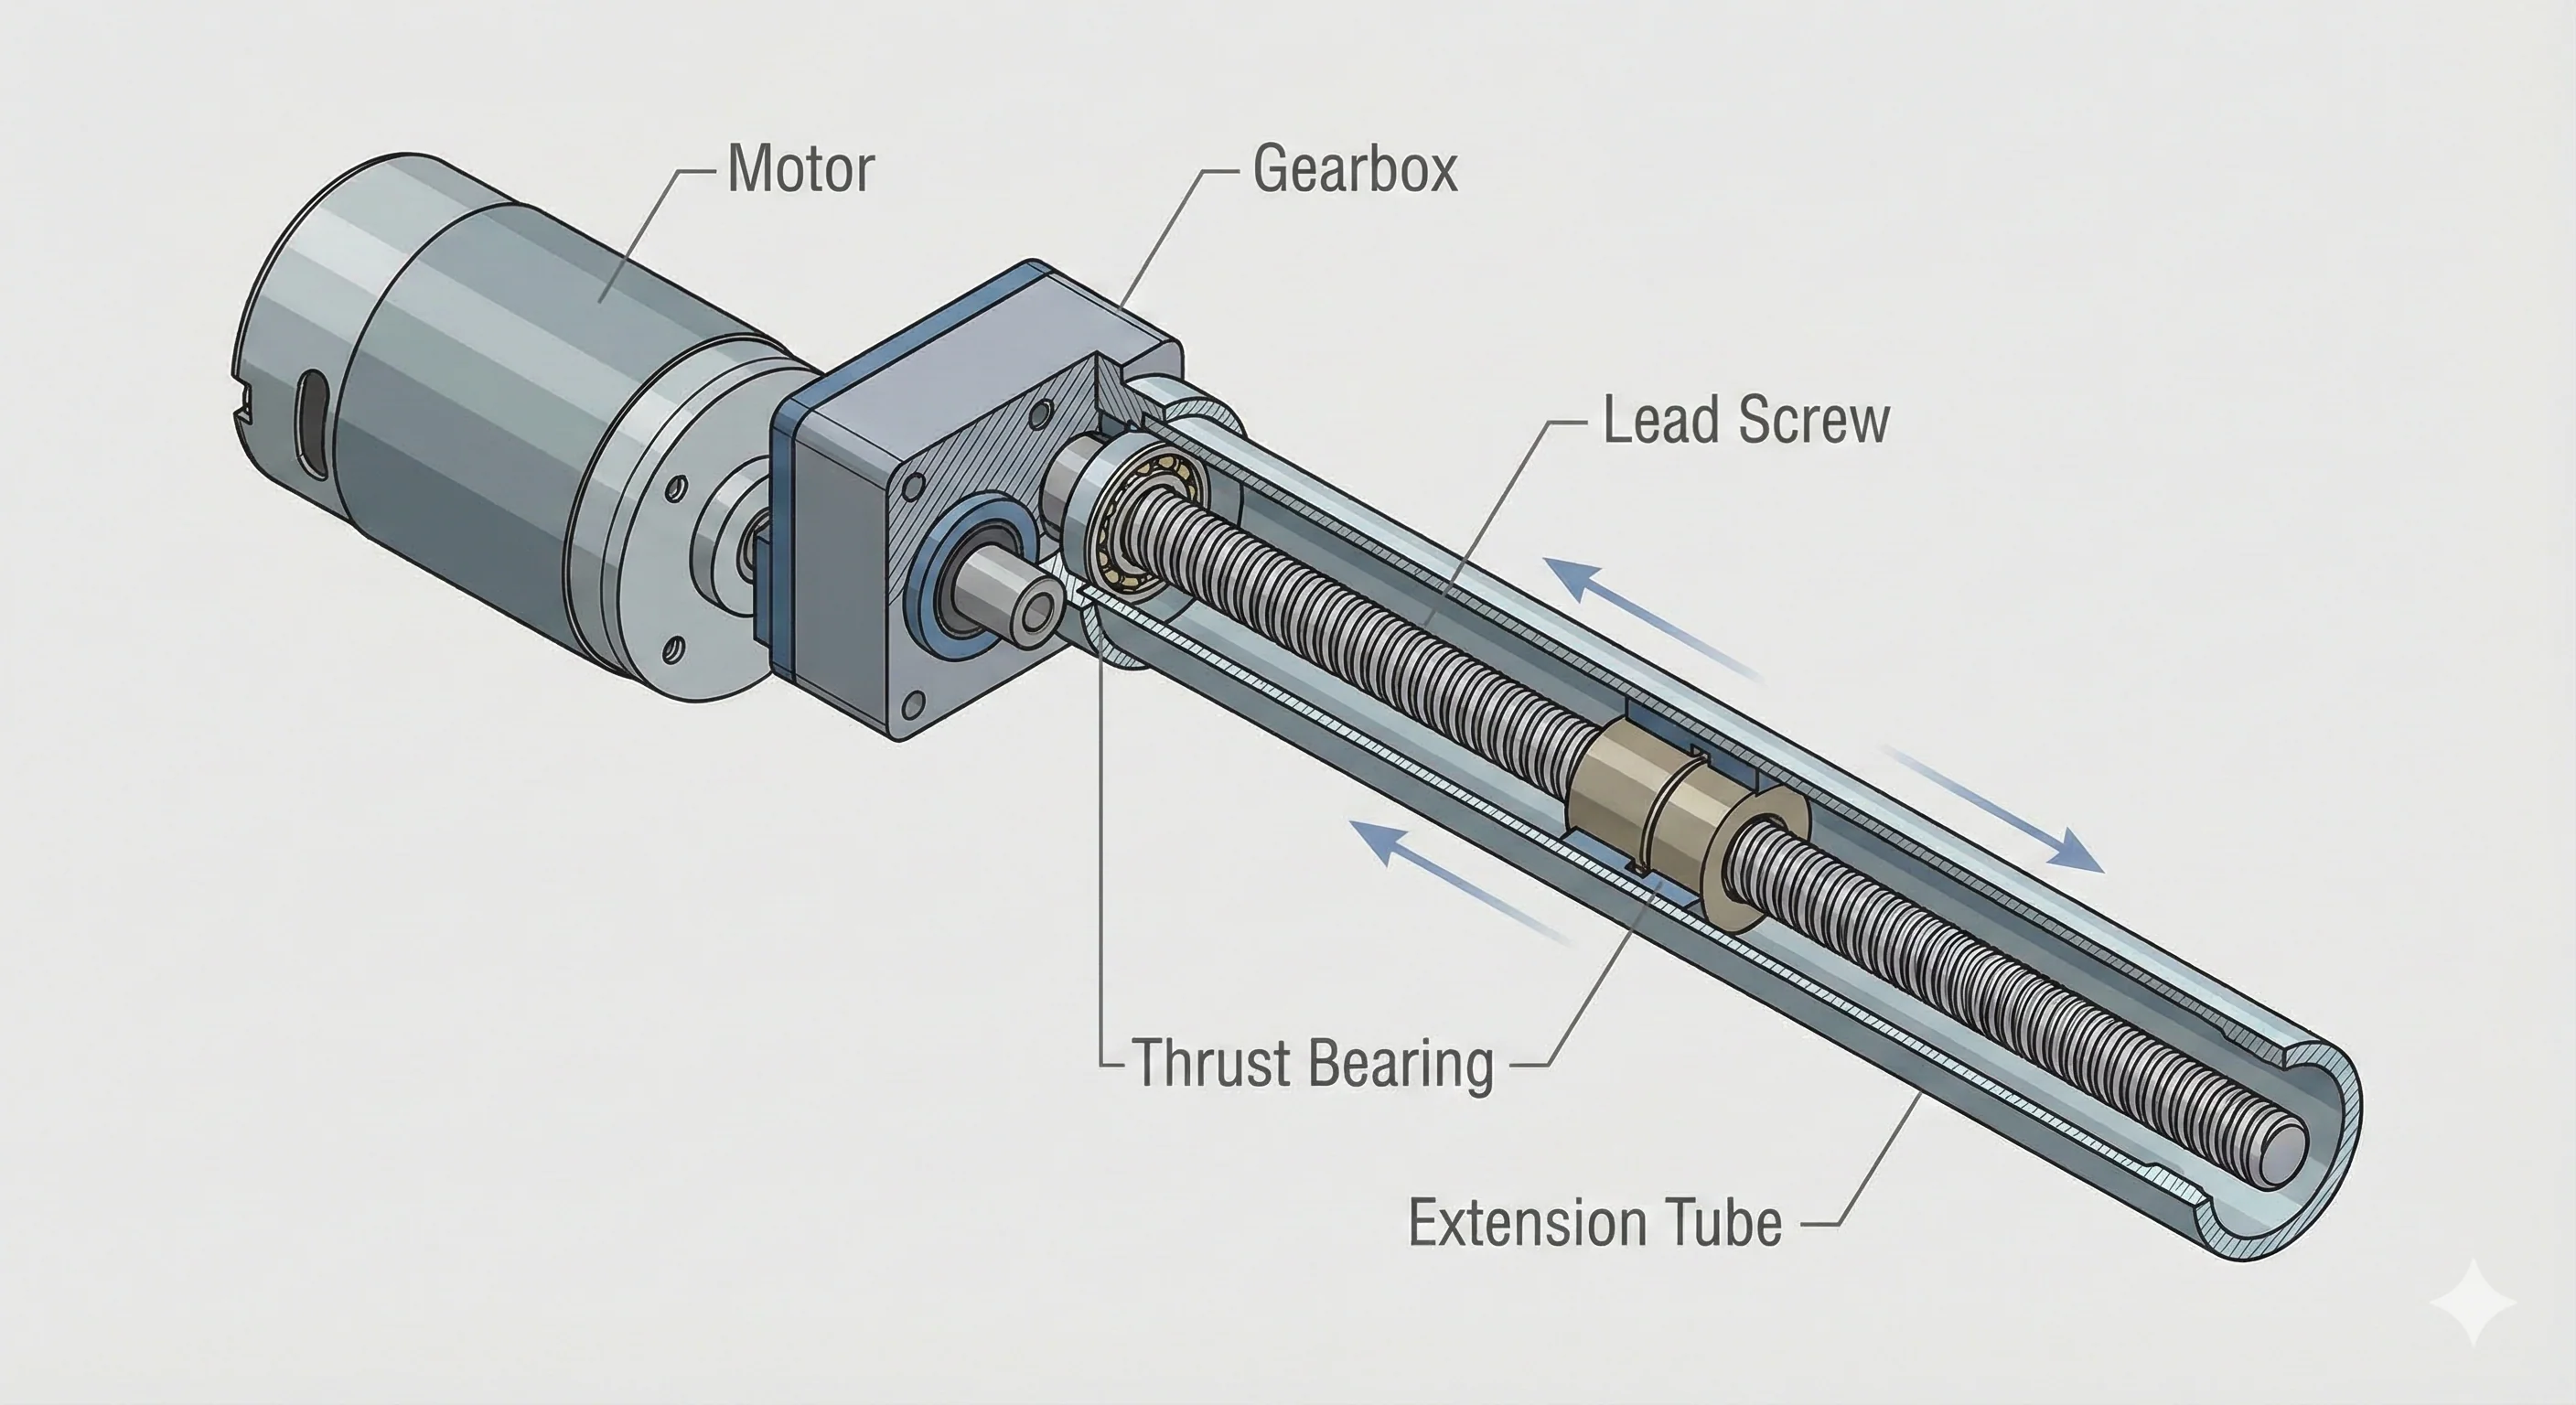 Motor
Gearbox
Lead Screw
Thrust Bearing
Extension Tube